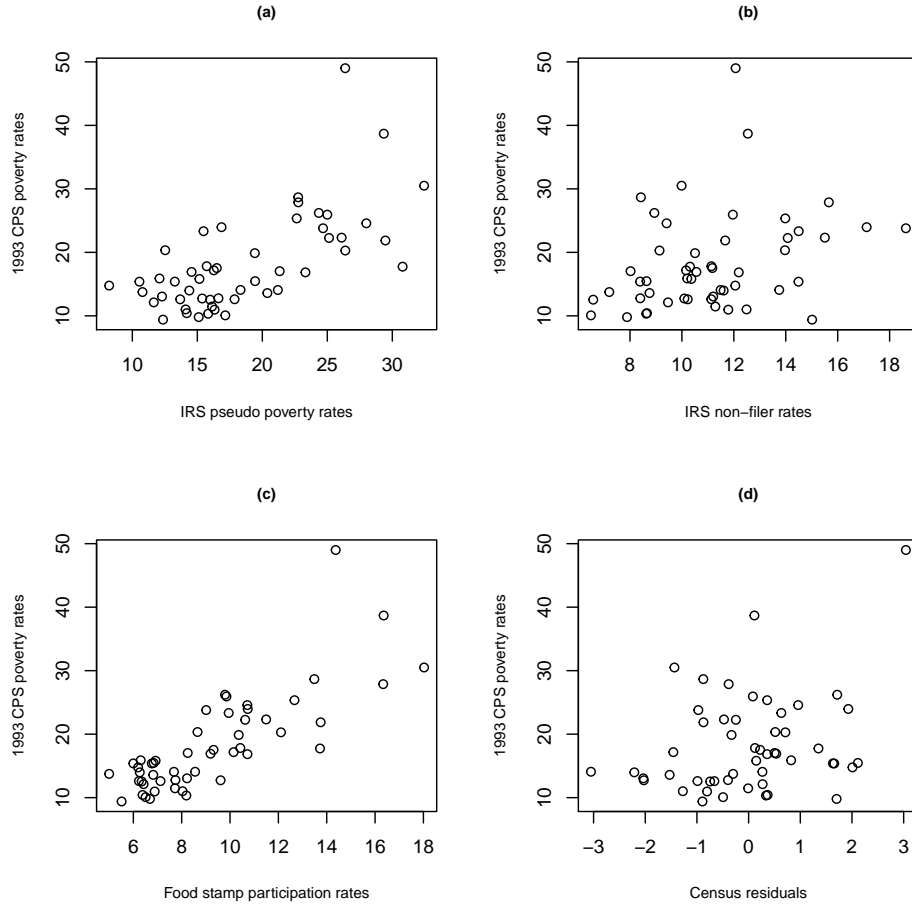 (a)
1993 CPS poverty rates
50
40
30
20
10
10 15 20 25 30
IRS pseudo poverty rates
(b)
1993 CPS poverty rates
50
40
30
20
10
8 10 12 14 16 18
IRS non−filer rates
(c)
1993 CPS poverty rates
50
40
30
20
10
6 8 10 12 14 16 18
Food stamp participation rates
(d)
1993 CPS poverty rates
50
40
30
20
10
−3 −2 −1 0 1 2 3
Census residuals